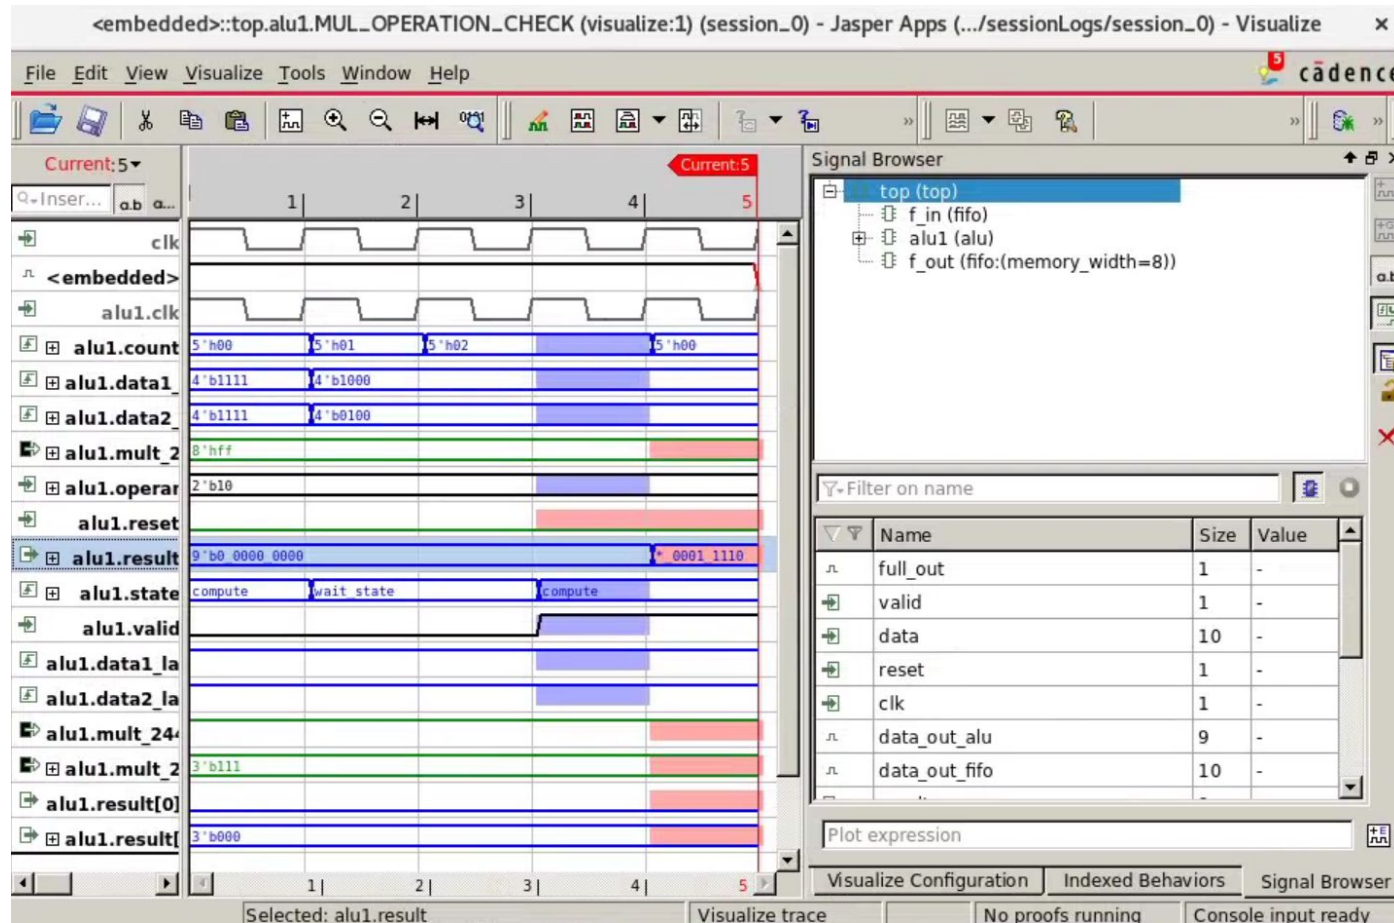 <embedded>::top.alu1.MUL_OPERATION_CHECK (visualize:1) (session_0) - Jasper Apps (.../sessionLogs/session_0) - Visualize
File Edit View Visualize Tools Window Help
5
cādence
Current:5
Inser... a.b a...
Current:5
1 2 3 4 5
clk
<embedded>
alu1.clk
alu1.count 5'h00 5'h01 5'h02 5'h00
alu1.data1_ 4'b1111 4'b1000
alu1.data2_ 4'b1111 4'b0100
alu1.mult_2 8'hff
alu1.operar 2'b10
alu1.reset
alu1.result 9'b0_0000_0000 *_0001_1110
alu1.state compute wait_state compute
alu1.valid
alu1.data1_la
alu1.data2_la
alu1.mult_244
alu1.mult_2 3'b111
alu1.result[0]
alu1.result[ 3'b000
1 2 3 4 5
Selected: alu1.result Visualize trace No proofs running Console input ready
Signal Browser
top (top)
f_in (fifo)
alu1 (alu)
f_out (fifo:(memory_width=8))
Filter on name
Name Size Value
full_out 1 -
valid 1 -
data 10 -
reset 1 -
clk 1 -
data_out_alu 9 -
data_out_fifo 10 -
Plot expression
Visualize Configuration Indexed Behaviors Signal Browser